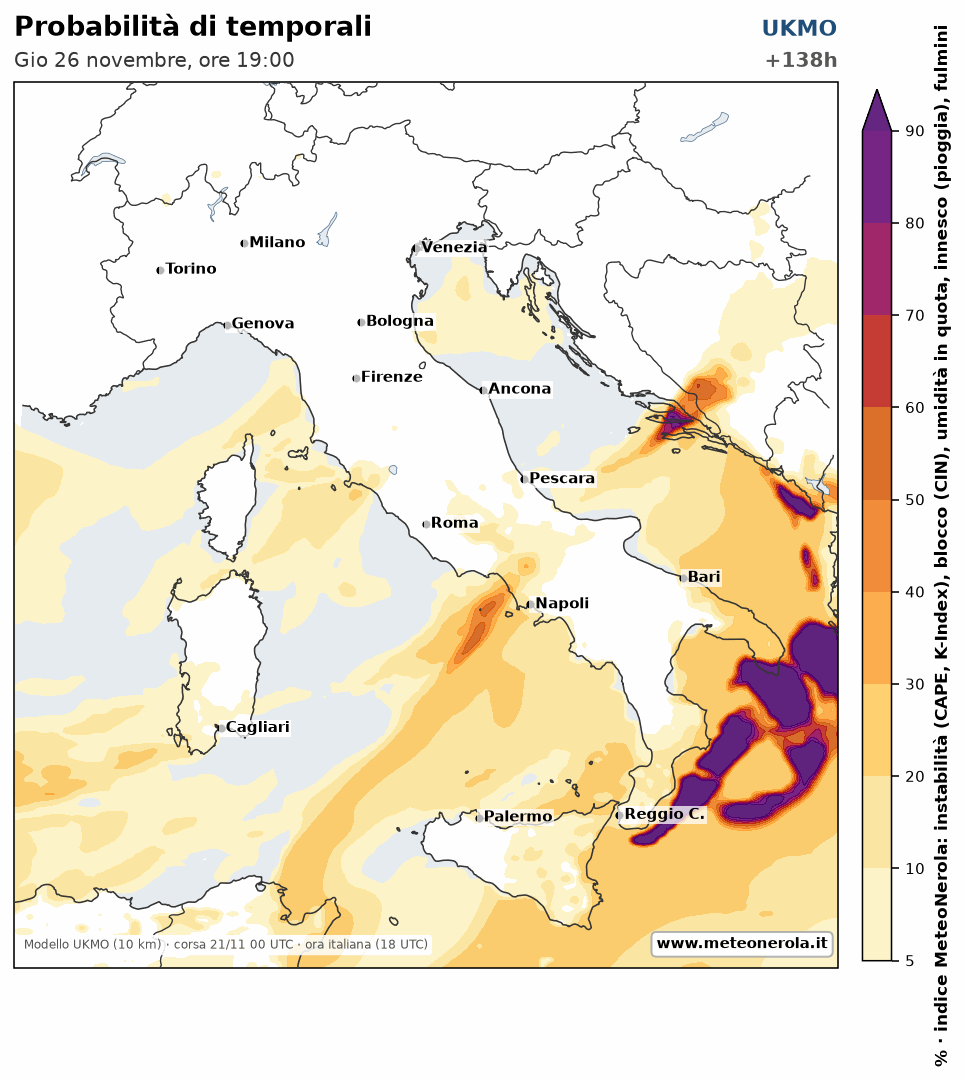 Probabilità di temporali
UKMO
Gio 26 novembre, ore 19:00
+138h
Milano
Venezia
Torino
Genova
Bologna
Firenze
Ancona
Pescara
Roma
Bari
Napoli
Cagliari
Palermo
Reggio C.
Modello UKMO (10 km) · corsa 21/11 00 UTC · ora italiana (18 UTC)
www.meteonerola.it
90
80
70
60
50
40
30
20
10
5
% · indice MeteoNerola: instabilità (CAPE, K-Index), blocco (CIN), umidità in quota, innesco (pioggia), fulmini